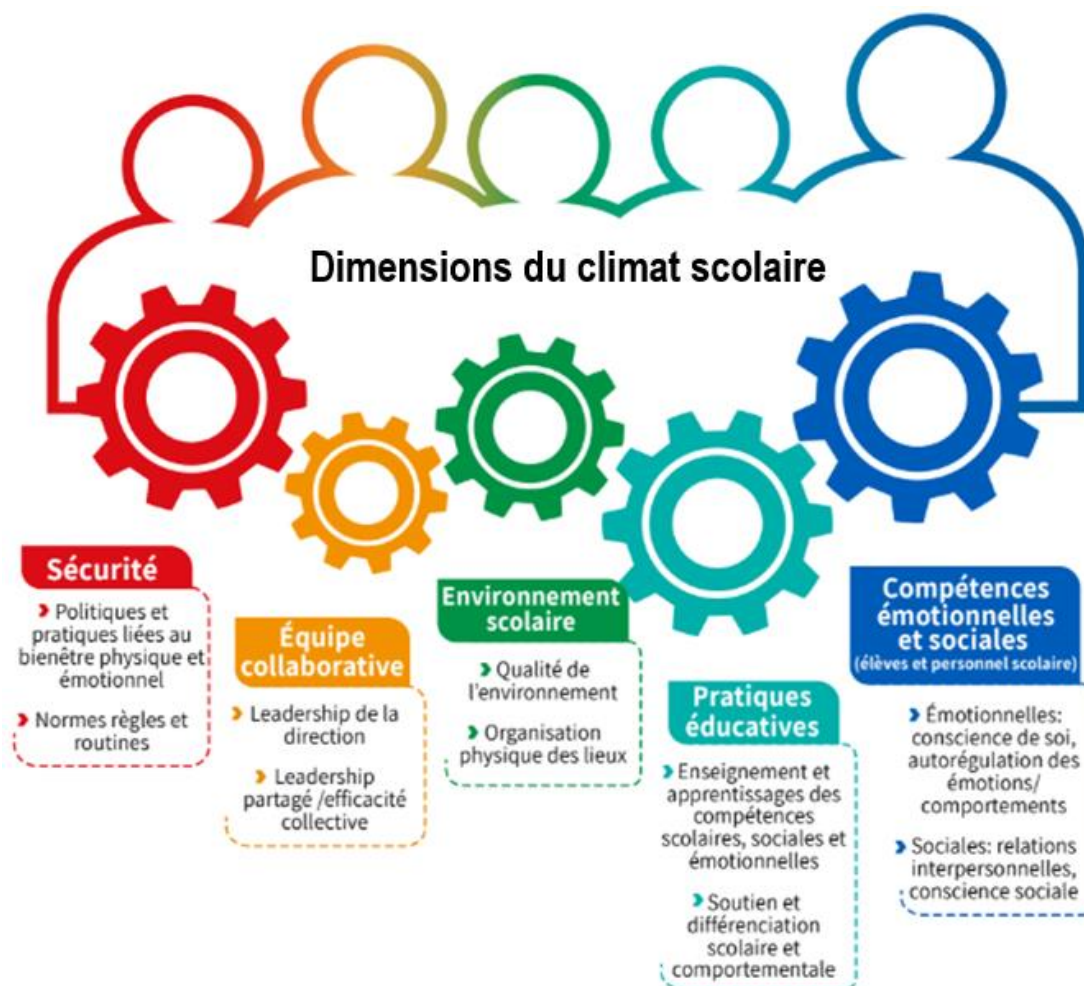 Dimensions du climat scolaire
Sécurité
› Politiques et
pratiques liées au
bienêtre physique et
émotionnel
› Normes règles et
routines
Équipe
collaborative
› Leadership de la
direction
› Leadership
partagé /efficacité
collective
Environnement
scolaire
› Qualité de
l'environnement
› Organisation
physique des lieux
Pratiques
éducatives
› Enseignement et
apprentissages des
compétences
scolaires, sociales et
émotionnelles
› Soutien et
différenciation
scolaire et
comportementale
Compétences
émotionnelles
et sociales
(élèves et personnel scolaire)
› Émotionnelles:
conscience de soi,
autorégulation des
émotions/
comportements
› Sociales: relations
interpersonnelles,
conscience sociale